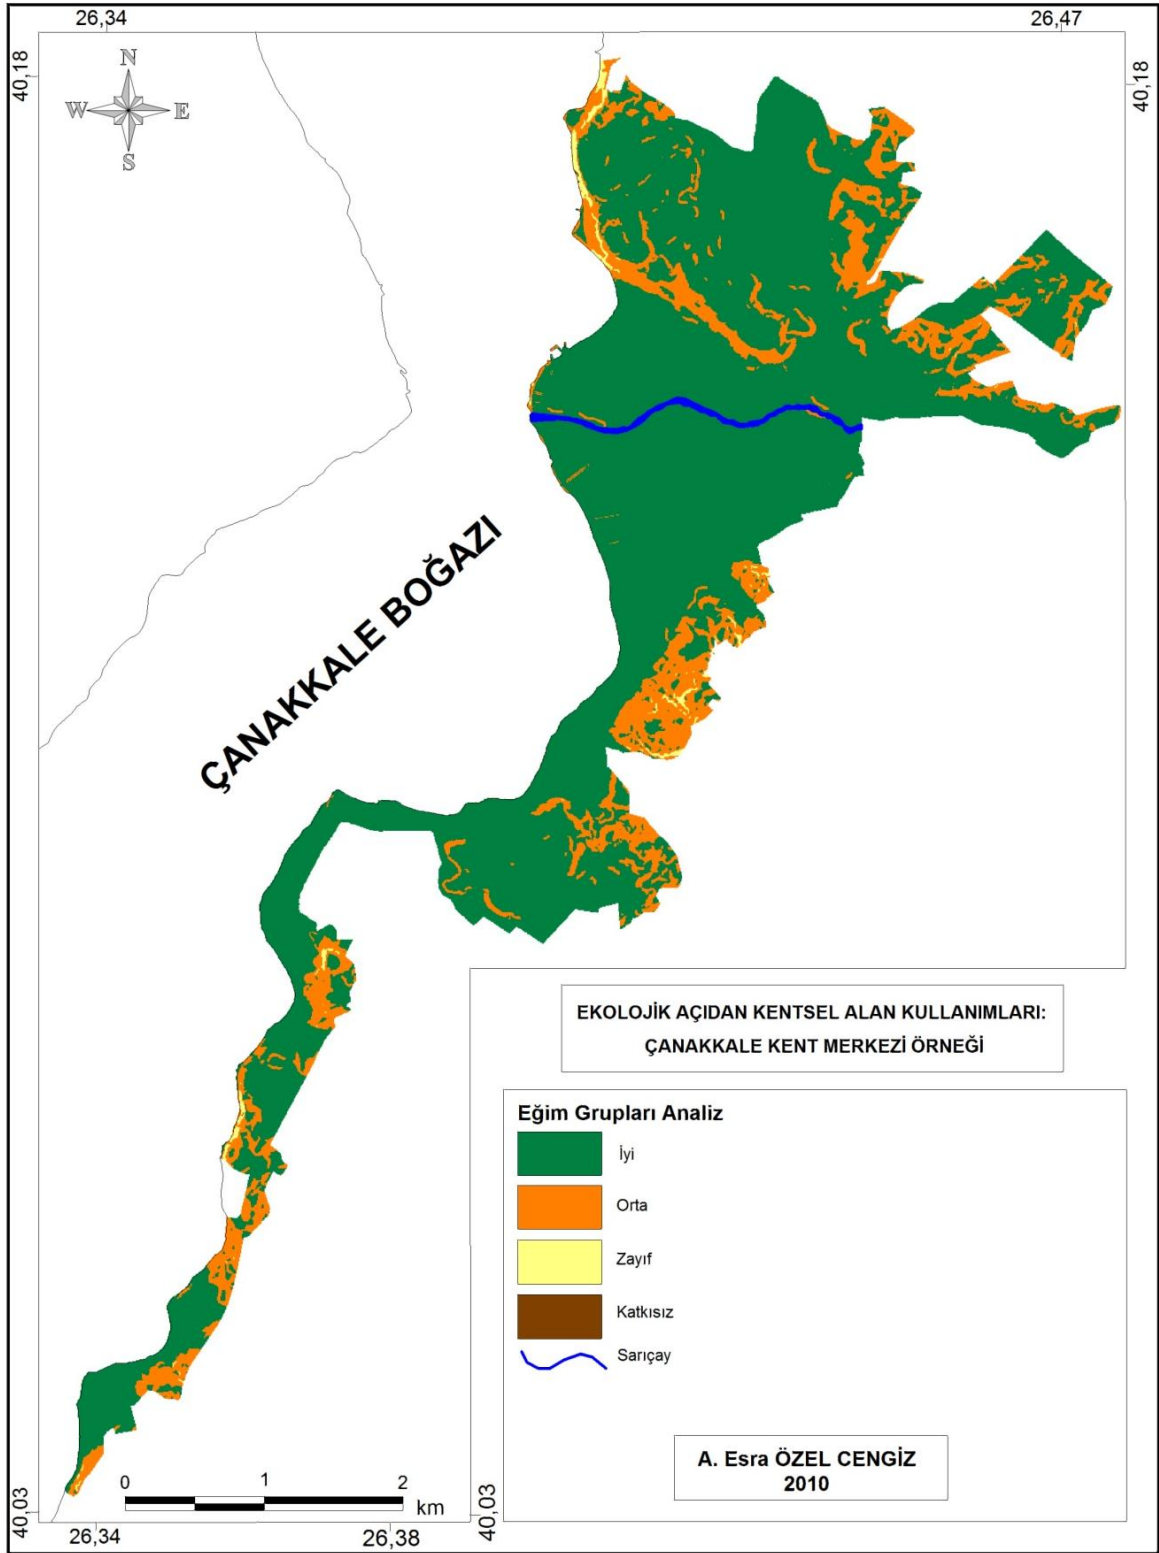 26,34
26,47
40,18
40,18
N
W
E
S
ÇANAKKALE BOĞAZI
EKOLOJİK AÇIDAN KENTSEL ALAN KULLANIMLARI:
ÇANAKKALE KENT MERKEZİ ÖRNEĞİ
Eğim Grupları Analiz
İyi
Orta
Zayıf
Katkısız
Sarıçay
A. Esra ÖZEL CENGİZ
2010
0 1 2
km
40,03
40,03
26,34
26,38